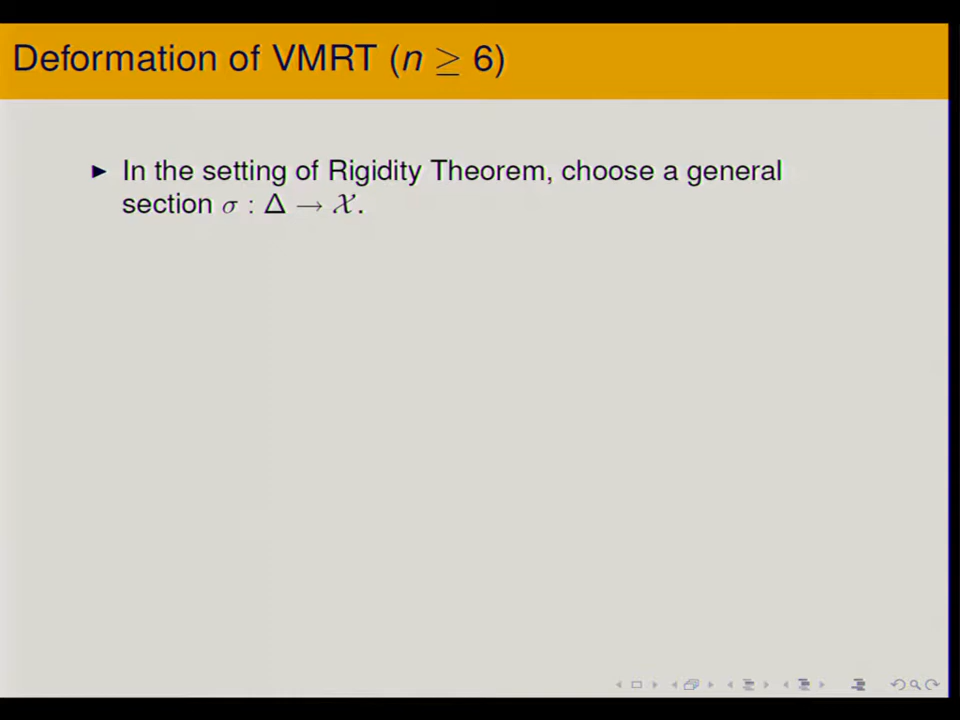 Deformation of VMRT (n ≥ 6)
▶ In the setting of Rigidity Theorem, choose a general
section σ : Δ → 𝒳.